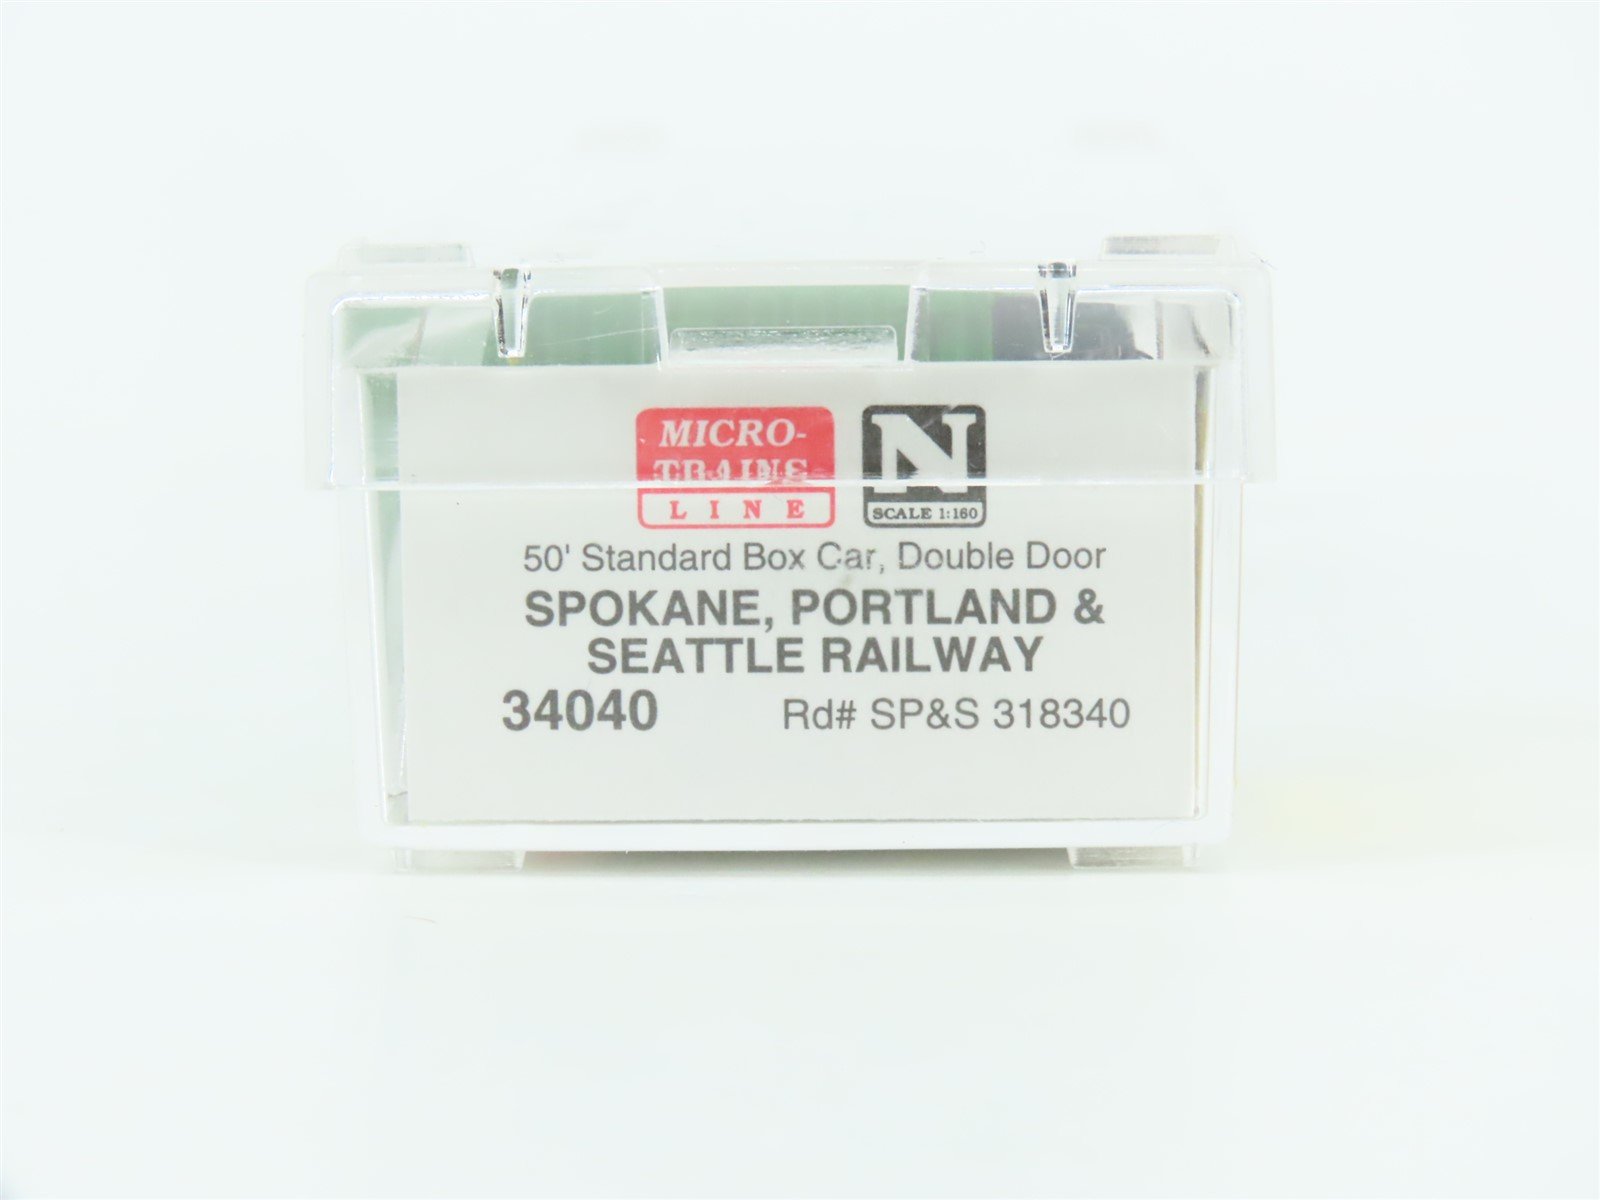 MICRO-
TRAINS
LINE
N
SCALE 1:160
50' Standard Box Car, Double Door
SPOKANE, PORTLAND &
SEATTLE RAILWAY
34040 Rd# SP&S 318340